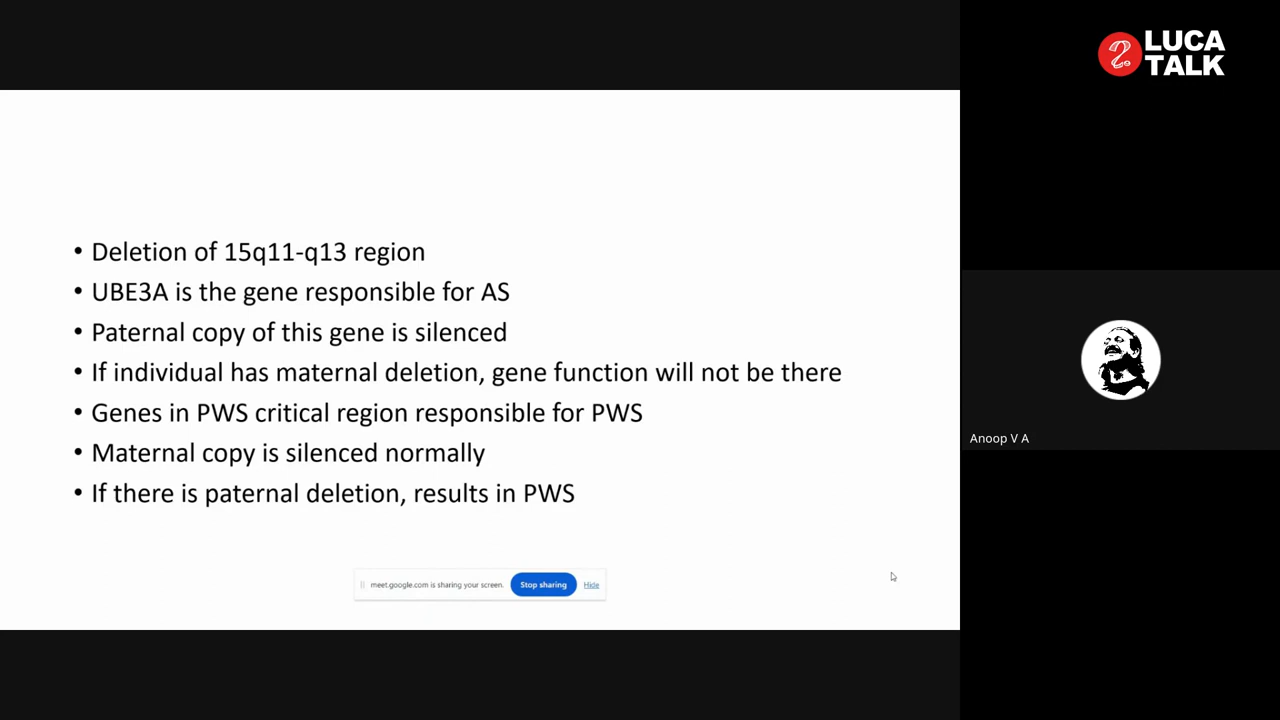 LUCA
TALK
• Deletion of 15q11-q13 region
• UBE3A is the gene responsible for AS
• Paternal copy of this gene is silenced
• If individual has maternal deletion, gene function will not be there
• Genes in PWS critical region responsible for PWS
• Maternal copy is silenced normally
• If there is paternal deletion, results in PWS
Anoop V A
meet.google.com is sharing your screen. Stop sharing Hide